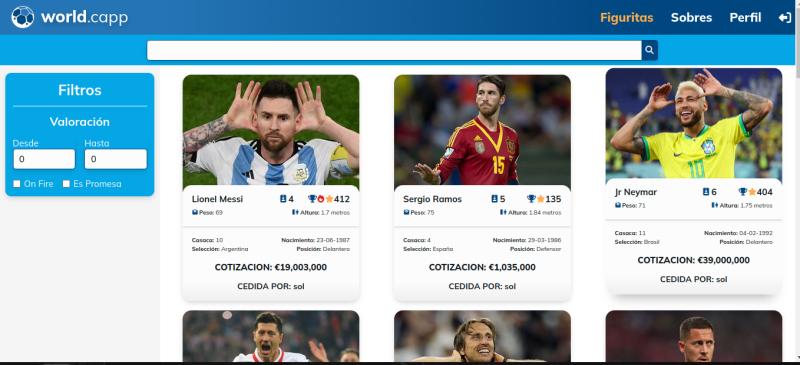 world.capp
Figuritas Sobres Perfil
Filtros
Valoración
Desde Hasta
0 0
On Fire Es Promesa
Lionel Messi 4 412
Peso: 69 Altura: 1.7 metros
Casaca: 10 Nacimiento: 23-06-1987
Selección: Argentina Posición: Delantero
COTIZACION: €19,003,000
CEDIDA POR: sol
15
Sergio Ramos 5 135
Peso: 75 Altura: 1.84 metros
Casaca: 4 Nacimiento: 29-03-1986
Selección: España Posición: Defensor
COTIZACION: €1,035,000
CEDIDA POR: sol
10
Jr Neymar 6 404
Peso: 71 Altura: 1.75 metros
Casaca: 11 Nacimiento: 04-02-1992
Selección: Brasil Posición: Delantero
COTIZACION: €39,000,000
CEDIDA POR: sol